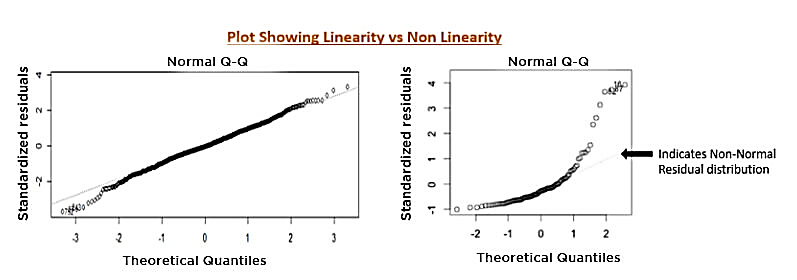 Plot Showing Linearity vs Non Linearity
Normal Q-Q
Standardized residuals
4
2
0
-2
-3
-2
-1
0
1
2
3
Theoretical Quantiles
Normal Q-Q
Standardized residuals
4
3
2
1
0
-1
-2
-1
0
1
2
Theoretical Quantiles
Indicates Non-Normal
Residual distribution